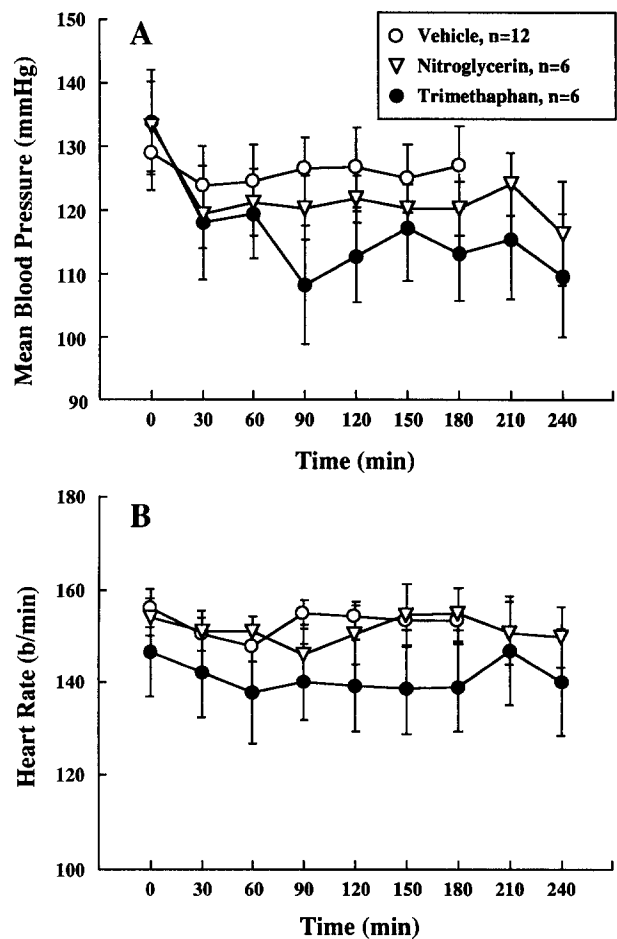 A
Vehicle, n=12
Nitroglycerin, n=6
Trimethaphan, n=6
Mean Blood Pressure (mmHg)
150
140
130
120
110
100
90
0 30 60 90 120 150 180 210 240
Time (min)
B
Heart Rate (b/min)
180
160
140
120
100
0 30 60 90 120 150 180 210 240
Time (min)